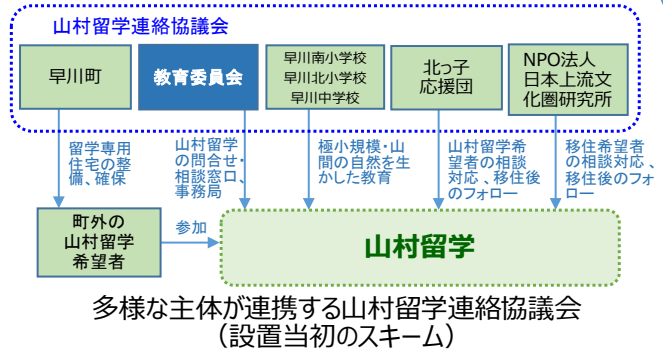 山村留学連絡協議会
早川町
教育委員会
早川南小学校
早川北小学校
早川中学校
北っ子
応援団
NPO法人
日本上流文
化圏研究所
留学専用
住宅の整
備、確保
山村留学
の問合せ・
相談窓口、
事務局
極小規模・山
間の自然を生
かした教育
山村留学希
望者の相談
対応、移住後
のフォロー
移住希望者
の相談対応、
移住後のフォ
ロー
町外の
山村留学
希望者
参加
山村留学
多様な主体が連携する山村留学連絡協議会
（設置当初のスキーム）